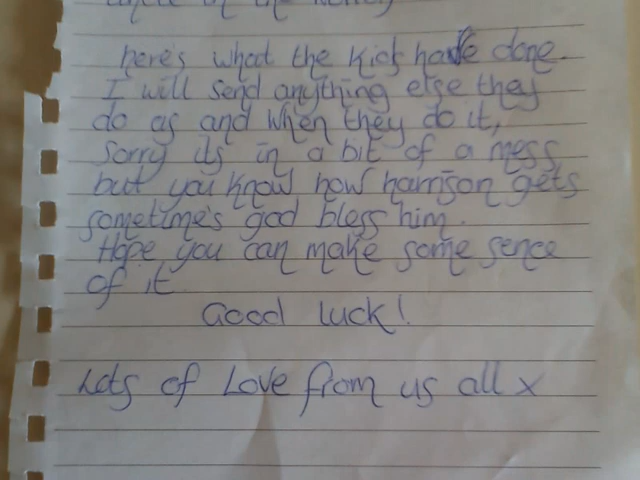 here's what the kids have done.
I will send anything else they
do as and when they do it,
sorry its in a bit of a mess
but you know how harrison gets
sometime's god bless him.
Hope you can make some sence
of it
Good luck!
Lots of Love from us all x